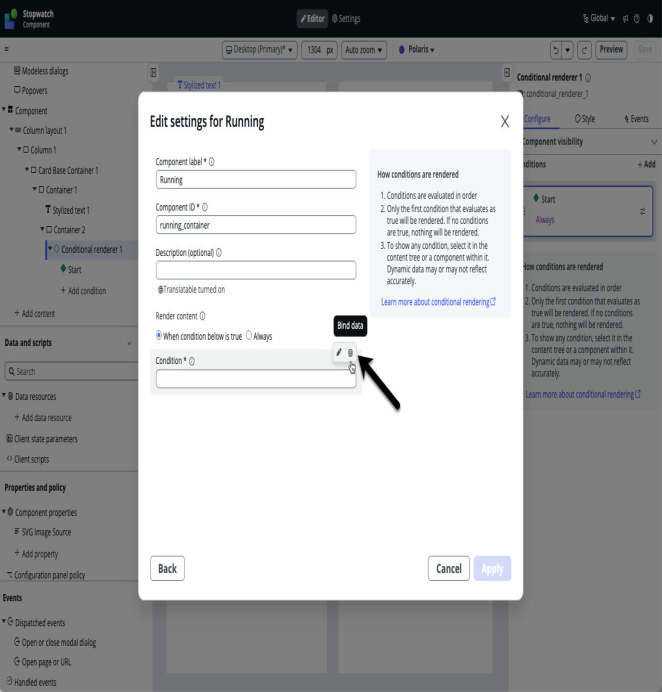 Stopwatch
Component
Editor
Settings
Global
Desktop (Primary)*
1304 px
Auto zoom
Polaris
Preview
Save
Modeless dialogs
Popovers
Component
Column layout 1
Column 1
Card Base Container 1
Container 1
Stylized text 1
Container 2
Conditional renderer 1
Start
+ Add condition
+ Add content
Data and scripts
Search
Data resources
+ Add data resource
Client state parameters
Client scripts
Properties and policy
Component properties
SVG Image Source
+ Add property
Configuration panel policy
Events
Dispatched events
Open or close modal dialog
Open page or URL
Handled events
Stylized text 1
Edit settings for Running
X
Component label *
Running
Component ID *
running_container
Description (optional)
Translatable turned on
Render content
When condition below is true
Always
Bind data
Condition *
How conditions are rendered
1. Conditions are evaluated in order
2. Only the first condition that evaluates as
true will be rendered. If no conditions
are true, nothing will be rendered.
3. To show any condition, select it in the
content tree or a component within it.
Dynamic data may or may not reflect
accurately.
Learn more about conditional rendering
Back
Cancel
Apply
Conditional renderer 1
conditional_renderer_1
Configure
Style
Events
Component visibility
nditions
+ Add
Start
Always
How conditions are rendered
1. Conditions are evaluated in order
2. Only the first condition that evaluates as
true will be rendered. If no conditions
are true, nothing will be rendered.
3. To show any condition, select it in the
content tree or a component within it.
Dynamic data may or may not reflect
accurately.
Learn more about conditional rendering